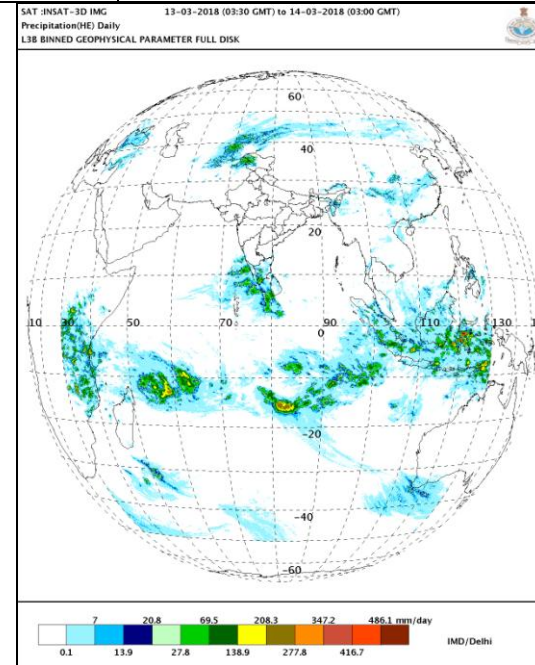 SAT :INSAT-3D IMG 13-03-2018 (03:30 GMT) to 14-03-2018 (03:00 GMT)
Precipitation(HE) Daily
L3B BINNED GEOPHYSICAL PARAMETER FULL DISK
60
40
20
10 30 50 70 90 110 130
0
-20
-40
-60
7 20.8 69.5 208.3 347.2 486.1 mm/day
0.1 13.9 27.8 138.9 277.8 416.7
IMD/Delhi